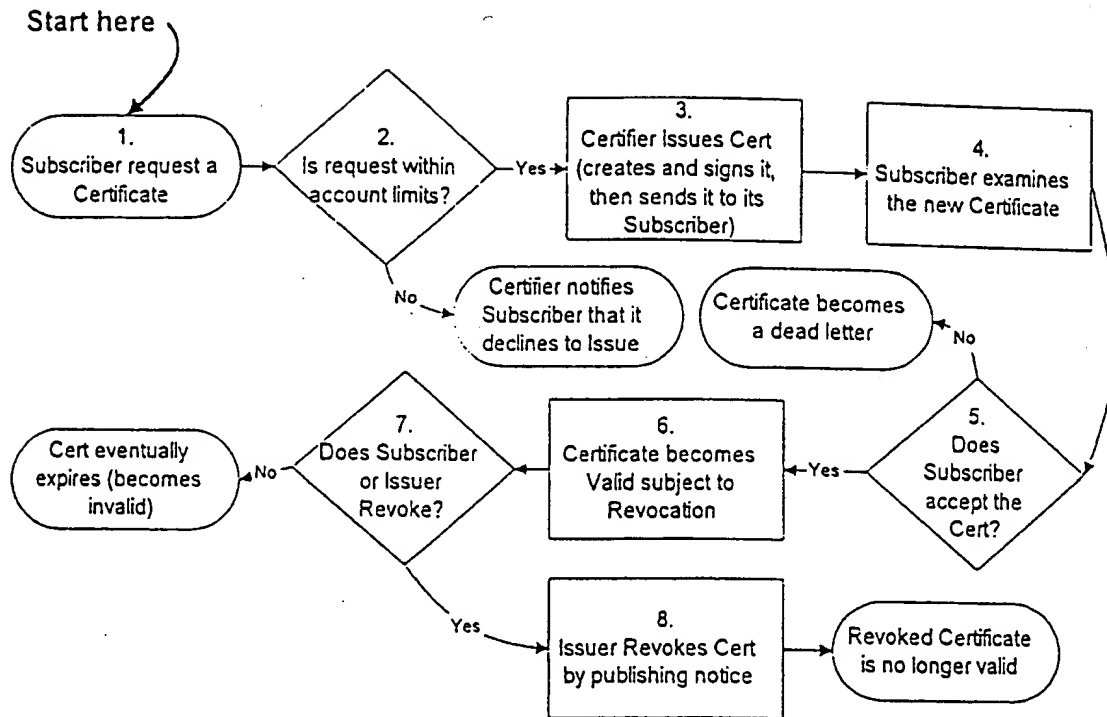 Start here
1.
Subscriber request a
Certificate
2.
Is request within
account limits?
Yes
3.
Certifier Issues Cert
(creates and signs it,
then sends it to its
Subscriber)
4.
Subscriber examines
the new Certificate
No
Certifier notifies
Subscriber that it
declines to Issue
Certificate becomes
a dead letter
No
5.
Does
Subscriber
accept the
Cert?
Yes
6.
Certificate becomes
Valid subject to
Revocation
7.
Does Subscriber
or Issuer
Revoke?
No
Cert eventually
expires (becomes
invalid)
Yes
8.
Issuer Revokes Cert
by publishing notice
Revoked Certificate
is no longer valid